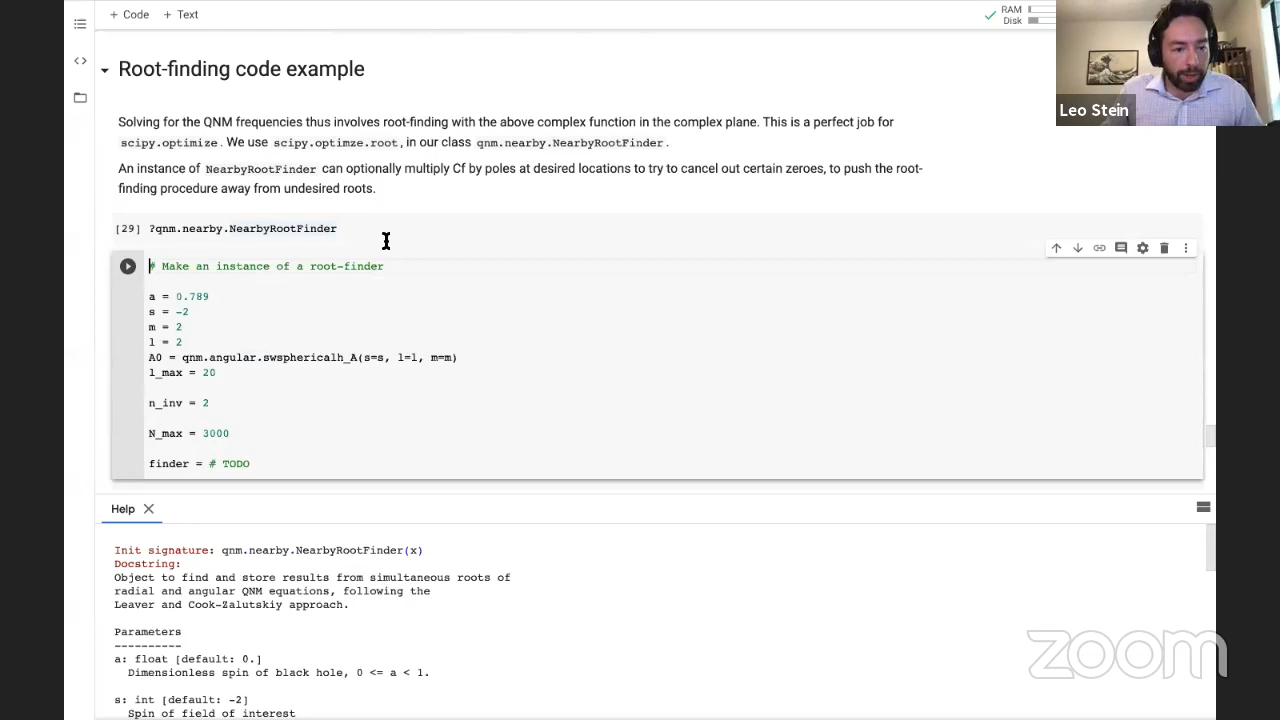 + Code + Text
RAM
Disk
Leo Stein
Root-finding code example
Solving for the QNM frequencies thus involves root-finding with the above complex function in the complex plane. This is a perfect job for
scipy.optimize. We use scipy.optimze.root, in our class qnm.nearby.NearbyRootFinder.
An instance of NearbyRootFinder can optionally multiply Cf by poles at desired locations to try to cancel out certain zeroes, to push the root-
finding procedure away from undesired roots.
[29] ?qnm.nearby.NearbyRootFinder
# Make an instance of a root-finder
a = 0.789
s = -2
m = 2
l = 2
A0 = qnm.angular.swsphericalh_A(s=s, l=l, m=m)
l_max = 20
n_inv = 2
N_max = 3000
finder = # TODO
Help
Init signature: qnm.nearby.NearbyRootFinder(x)
Docstring:
Object to find and store results from simultaneous roots of
radial and angular QNM equations, following the
Leaver and Cook-Zalutskiy approach.
Parameters
----------
a: float [default: 0.]
Dimensionless spin of black hole, 0 <= a < 1.
s: int [default: -2]
Spin of field of interest
zoom